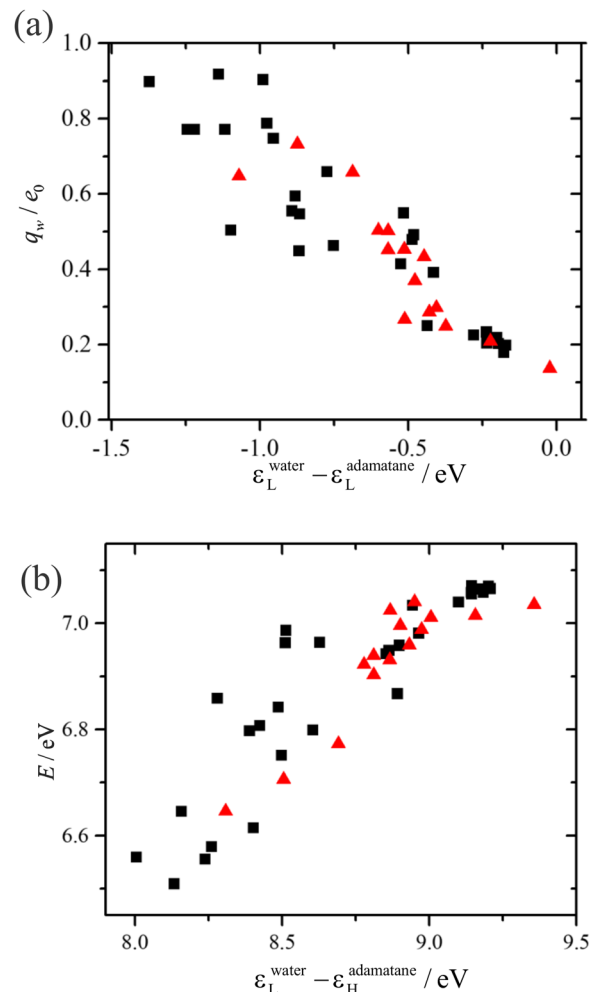 (a)
1.0
0.8
0.6
0.4
0.2
0.0
q_w / e_0
-1.5 -1.0 -0.5 0.0
ε_L^water − ε_L^adamatane / eV
(b)
7.0
6.8
6.6
E / eV
8.0 8.5 9.0 9.5
ε_L^water − ε_H^adamatane / eV